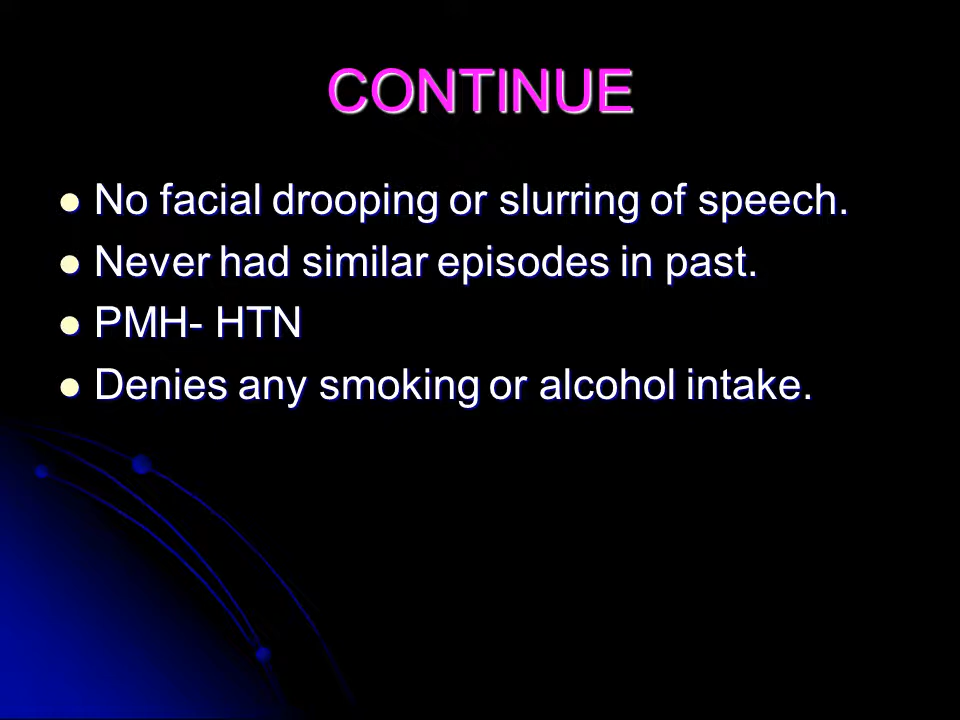 CONTINUE
No facial drooping or slurring of speech.
Never had similar episodes in past.
PMH- HTN
Denies any smoking or alcohol intake.